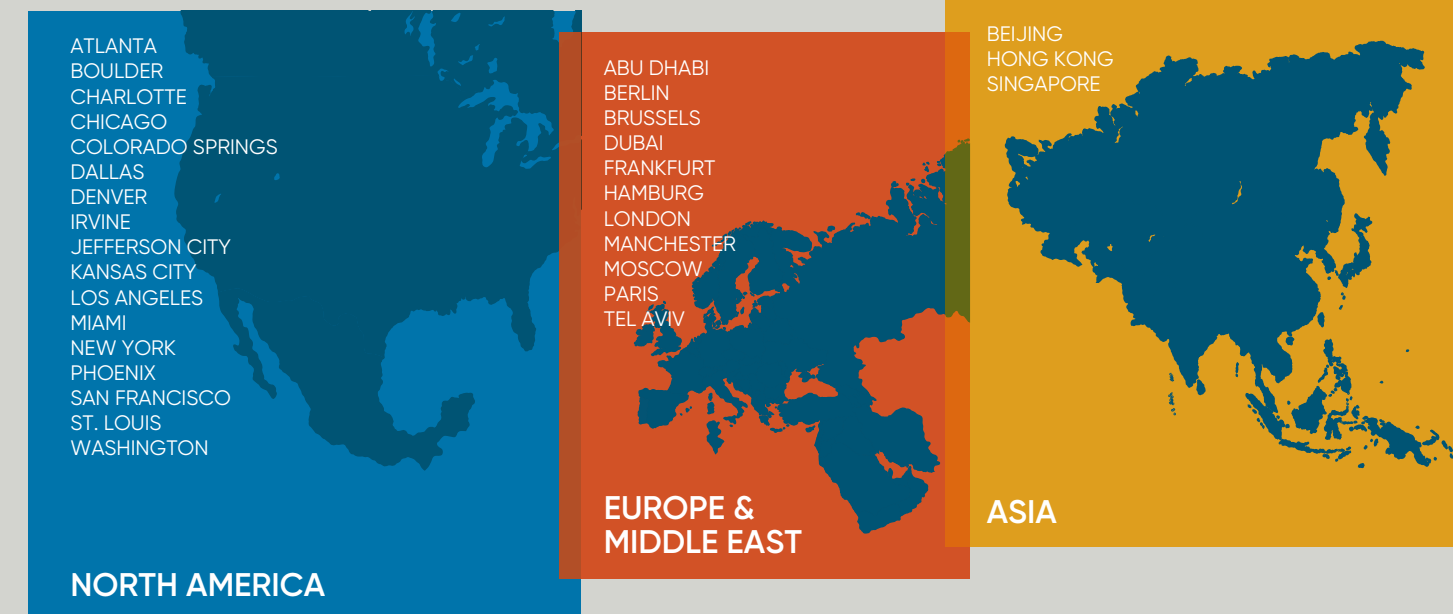 ATLANTA
BOULDER
CHARLOTTE
CHICAGO
COLORADO SPRINGS
DALLAS
DENVER
IRVINE
JEFFERSON CITY
KANSAS CITY
LOS ANGELES
MIAMI
NEW YORK
PHOENIX
SAN FRANCISCO
ST. LOUIS
WASHINGTON
NORTH AMERICA
ABU DHABI
BERLIN
BRUSSELS
DUBAI
FRANKFURT
HAMBURG
LONDON
MANCHESTER
MOSCOW
PARIS
TEL AVIV
EUROPE &
MIDDLE EAST
BEIJING
HONG KONG
SINGAPORE
ASIA